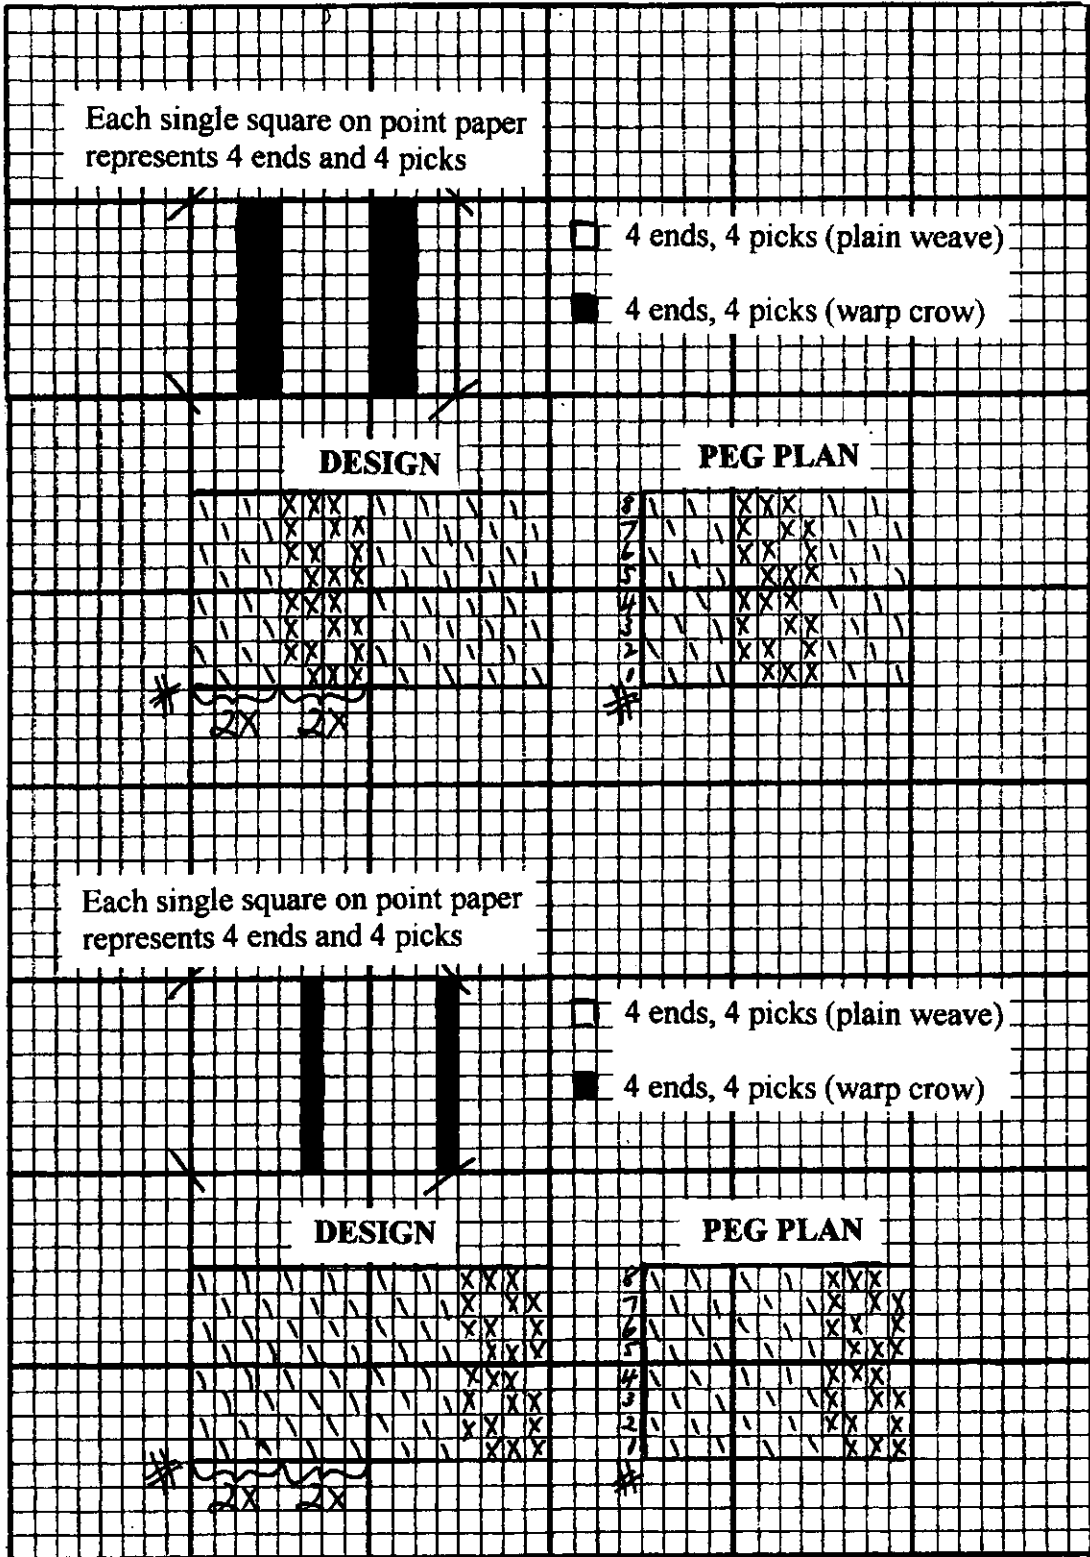 Each single square on point paper
represents 4 ends and 4 picks
4 ends, 4 picks (plain weave)
4 ends, 4 picks (warp crow)
DESIGN
PEG PLAN
8
7
6
5
4
3
2
1
#
2X 2X
#
Each single square on point paper
represents 4 ends and 4 picks
4 ends, 4 picks (plain weave)
4 ends, 4 picks (warp crow)
DESIGN
PEG PLAN
8
7
6
5
4
3
2
1
#
2X 2X
#